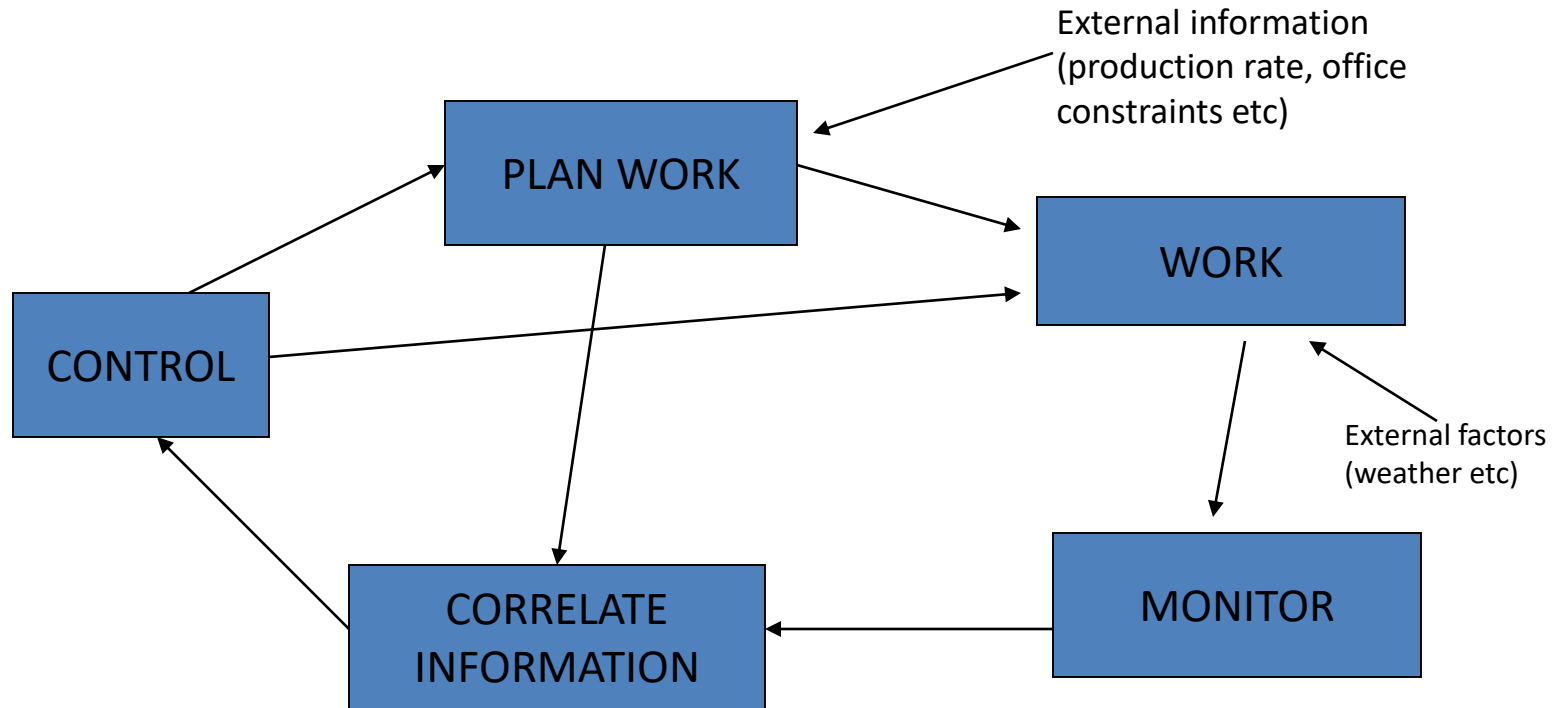 External information
(production rate, office
constraints etc)
PLAN WORK
WORK
CONTROL
External factors
(weather etc)
CORRELATE
INFORMATION
MONITOR